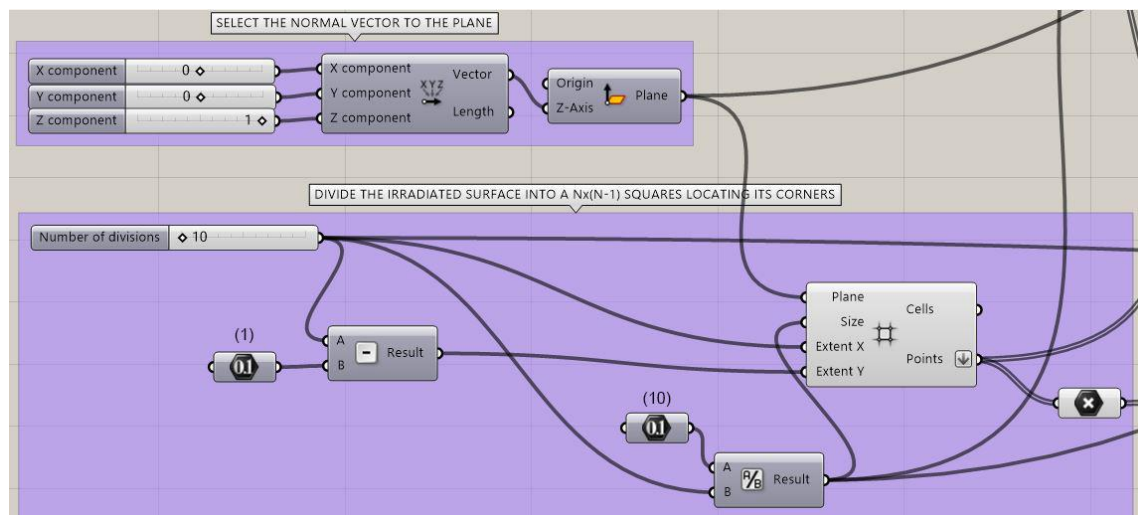 SELECT THE NORMAL VECTOR TO THE PLANE
X component 0
Y component 0
Z component 1
X component
Y component
Z component
XYZ
Vector
Length
Origin
Z-Axis
Plane
DIVIDE THE IRRADIATED SURFACE INTO A Nx(N-1) SQUARES LOCATING ITS CORNERS
Number of divisions 10
(1)
0.1
A
B
-
Result
(10)
0.1
A
B
A/B
Result
Plane
Size
Extent X
Extent Y
Cells
Points